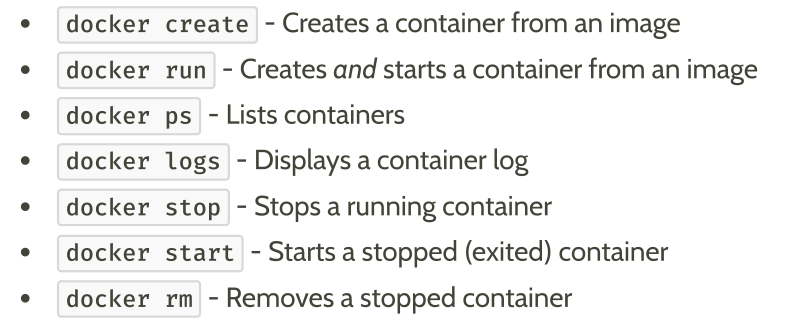 • docker create - Creates a container from an image
• docker run - Creates and starts a container from an image
• docker ps - Lists containers
• docker logs - Displays a container log
• docker stop - Stops a running container
• docker start - Starts a stopped (exited) container
• docker rm - Removes a stopped container